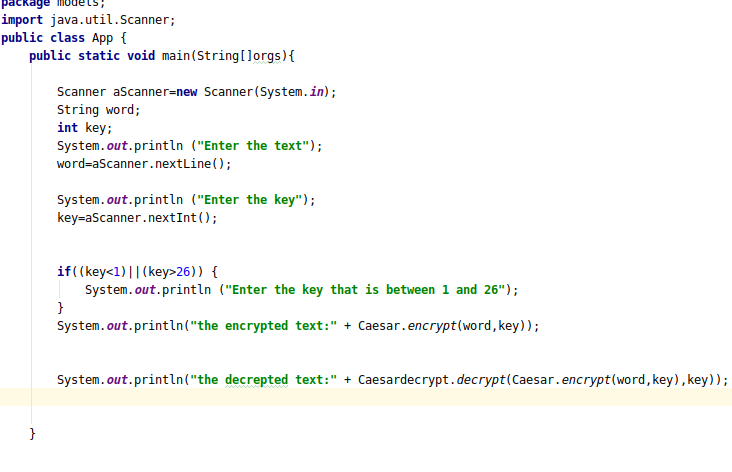 package models;
import java.util.Scanner;
public class App {
    public static void main(String[]orgs){
        Scanner aScanner=new Scanner(System.in);
        String word;
        int key;
        System.out.println ("Enter the text");
        word=aScanner.nextLine();
        System.out.println ("Enter the key");
        key=aScanner.nextInt();
        if((key<1)||(key>26)) {
            System.out.println ("Enter the key that is between 1 and 26");
        }
        System.out.println("the encrypted text:" + Caesar.encrypt(word,key));
        System.out.println("the decrepted text:" + Caesardecrypt.decrypt(Caesar.encrypt(word,key),key));
    }